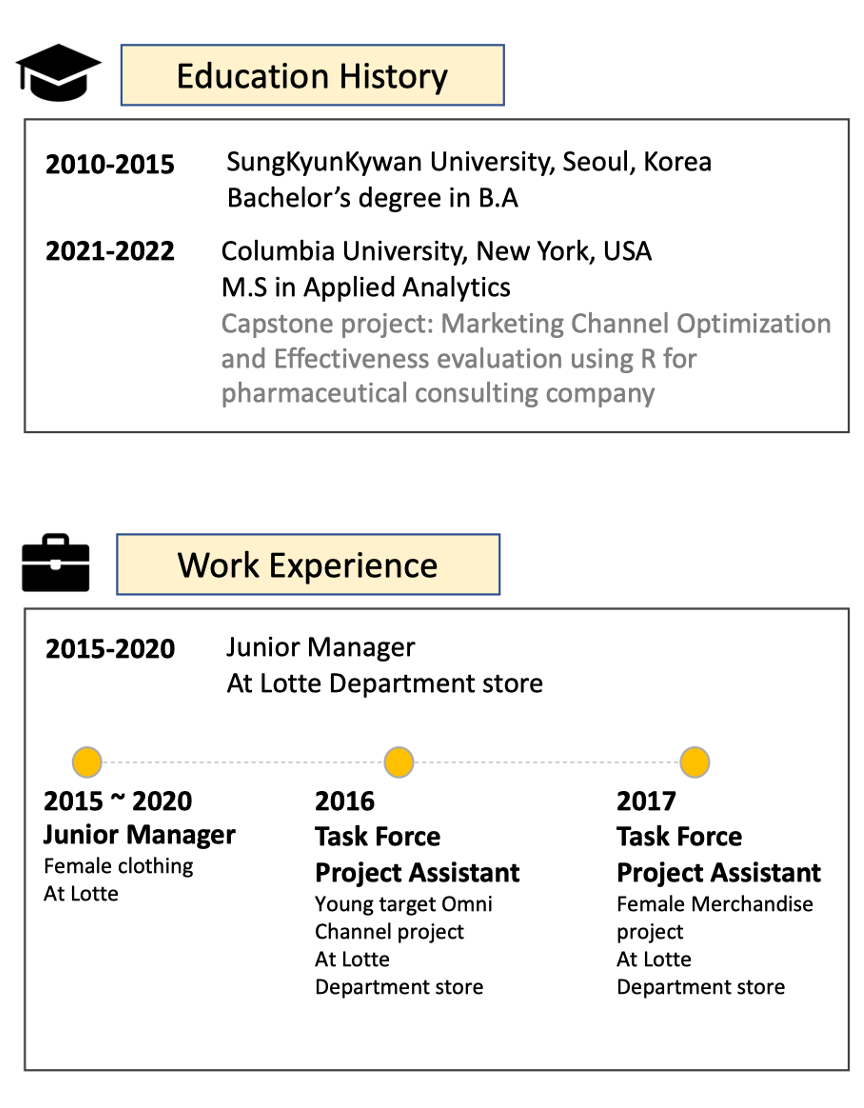 Education History
2010-2015
SungKyunKywan University, Seoul, Korea
Bachelor’s degree in B.A
2021-2022
Columbia University, New York, USA
M.S in Applied Analytics
Capstone project: Marketing Channel Optimization
and Effectiveness evaluation using R for
pharmaceutical consulting company
Work Experience
2015-2020
Junior Manager
At Lotte Department store
2015 ~ 2020
Junior Manager
Female clothing
At Lotte
2016
Task Force
Project Assistant
Young target Omni
Channel project
At Lotte
Department store
2017
Task Force
Project Assistant
Female Merchandise
project
At Lotte
Department store